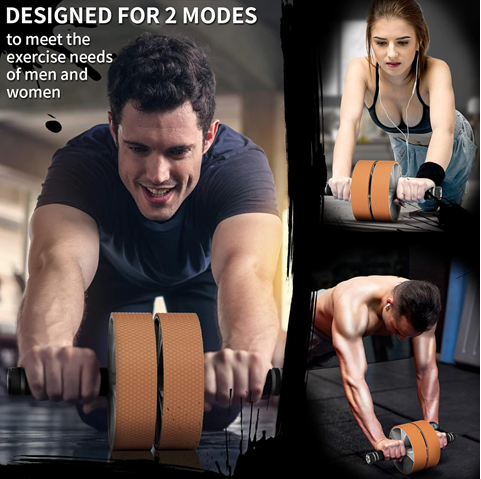 DESIGNED FOR 2 MODES
to meet the
exercise needs
of men and
women